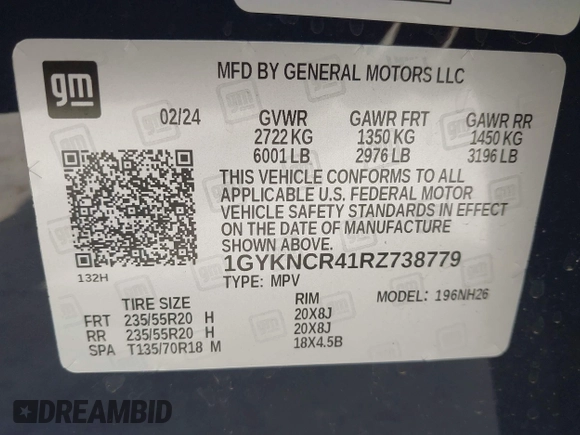 gm
MFD BY GENERAL MOTORS LLC
02/24 GVWR GAWR FRT GAWR RR
2722 KG 1350 KG 1450 KG
6001 LB 2976 LB 3196 LB
THIS VEHICLE CONFORMS TO ALL
APPLICABLE U.S. FEDERAL MOTOR
VEHICLE SAFETY STANDARDS IN EFFECT
ON THE DATE OF MANUFACTURE
SHOWN ABOVE.
132H
1GYKNCR41RZ738779
TYPE: MPV
TIRE SIZE RIM MODEL: 196NH26
FRT 235/55R20 H 20X8J
RR 235/55R20 H 20X8J
SPA T135/70R18 M 18X4.5B
DREAMBID